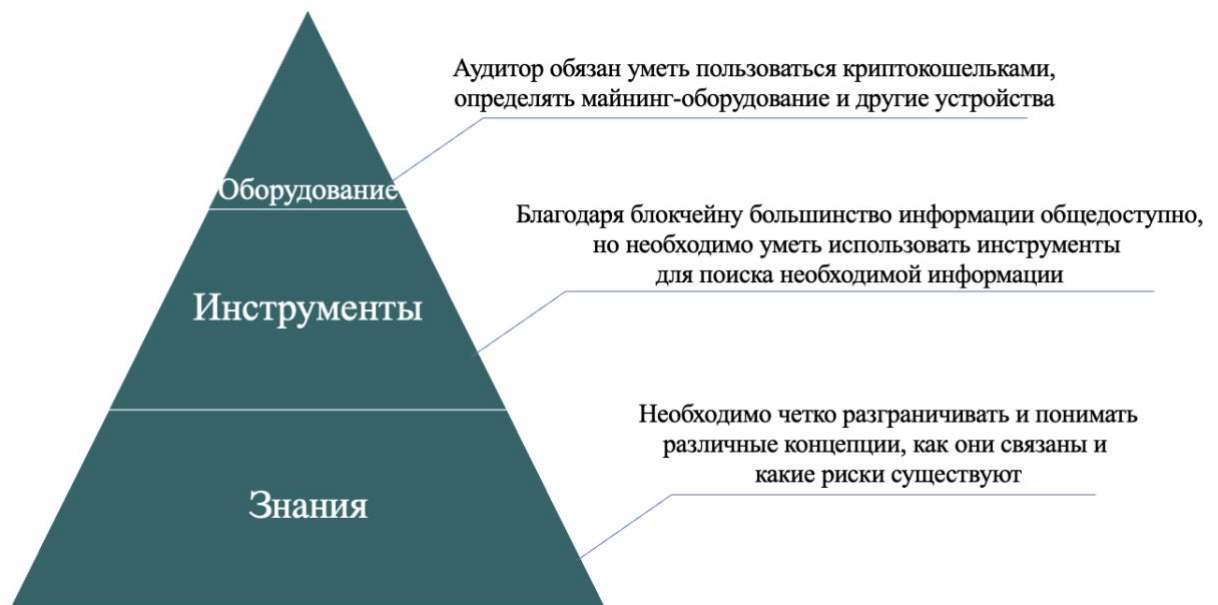 Аудитор обязан уметь пользоваться криптокошельками,
определять майнинг-оборудование и другие устройства
Оборудование
Благодаря блокчейну большинство информации общедоступно,
но необходимо уметь использовать инструменты
для поиска необходимой информации
Инструменты
Необходимо четко разграничивать и понимать
различные концепции, как они связаны и
какие риски существуют
Знания